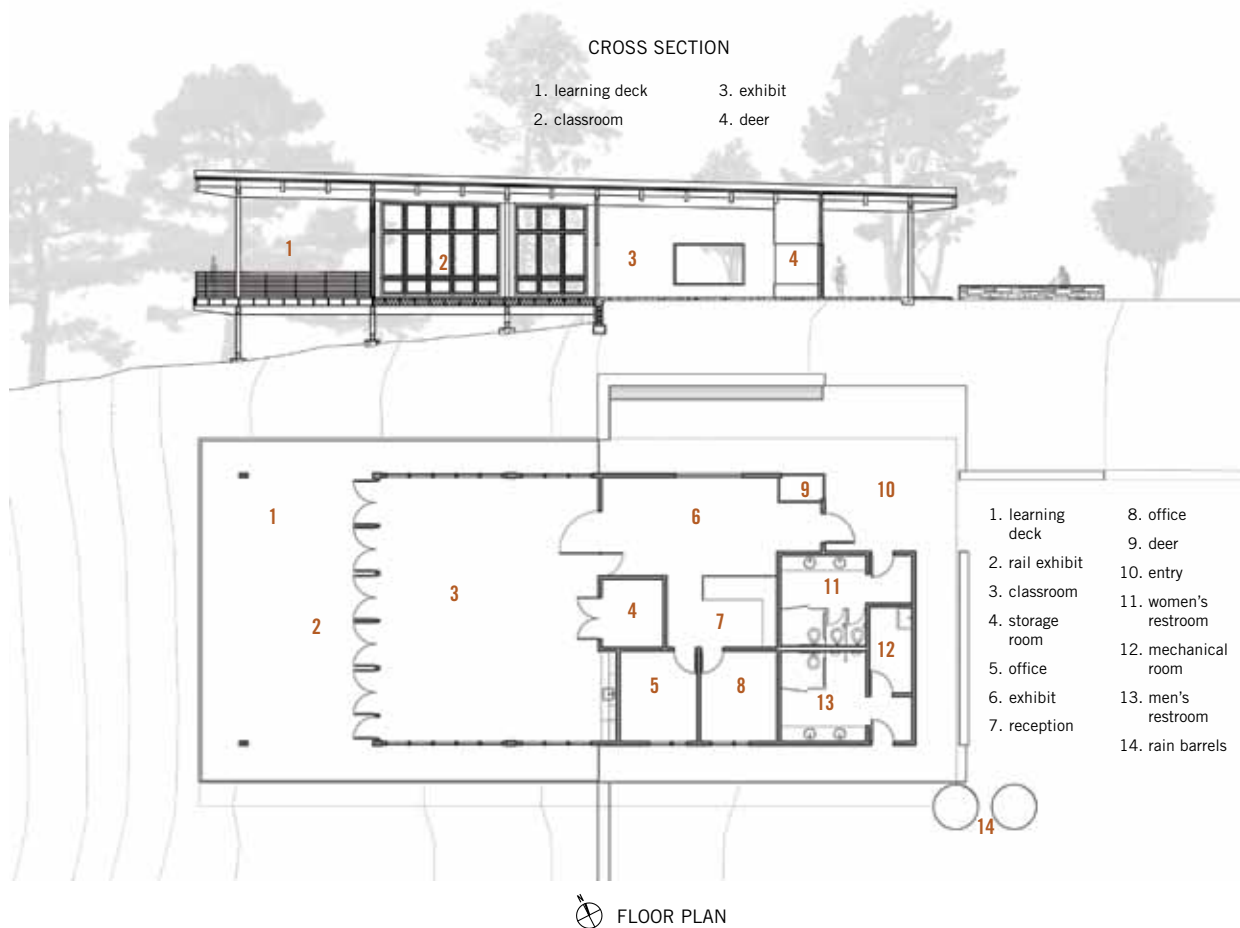 CROSS SECTION
1. learning deck
2. classroom
3. exhibit
4. deer
1
2
3
4
1
2
3
4
5
6
7
8
9
10
11
12
13
14
1. learning
deck
2. rail exhibit
3. classroom
4. storage
room
5. office
6. exhibit
7. reception
8. office
9. deer
10. entry
11. women's
restroom
12. mechanical
room
13. men's
restroom
14. rain barrels
N
FLOOR PLAN